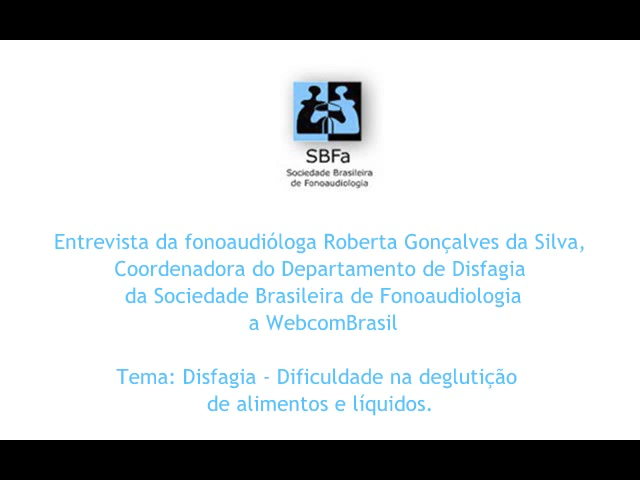 SBFa
Sociedade Brasileira
de Fonoaudiologia
Entrevista da fonoaudióloga Roberta Gonçalves da Silva,
Coordenadora do Departamento de Disfagia
da Sociedade Brasileira de Fonoaudiologia
a WebcomBrasil
Tema: Disfagia - Dificuldade na deglutição
de alimentos e líquidos.